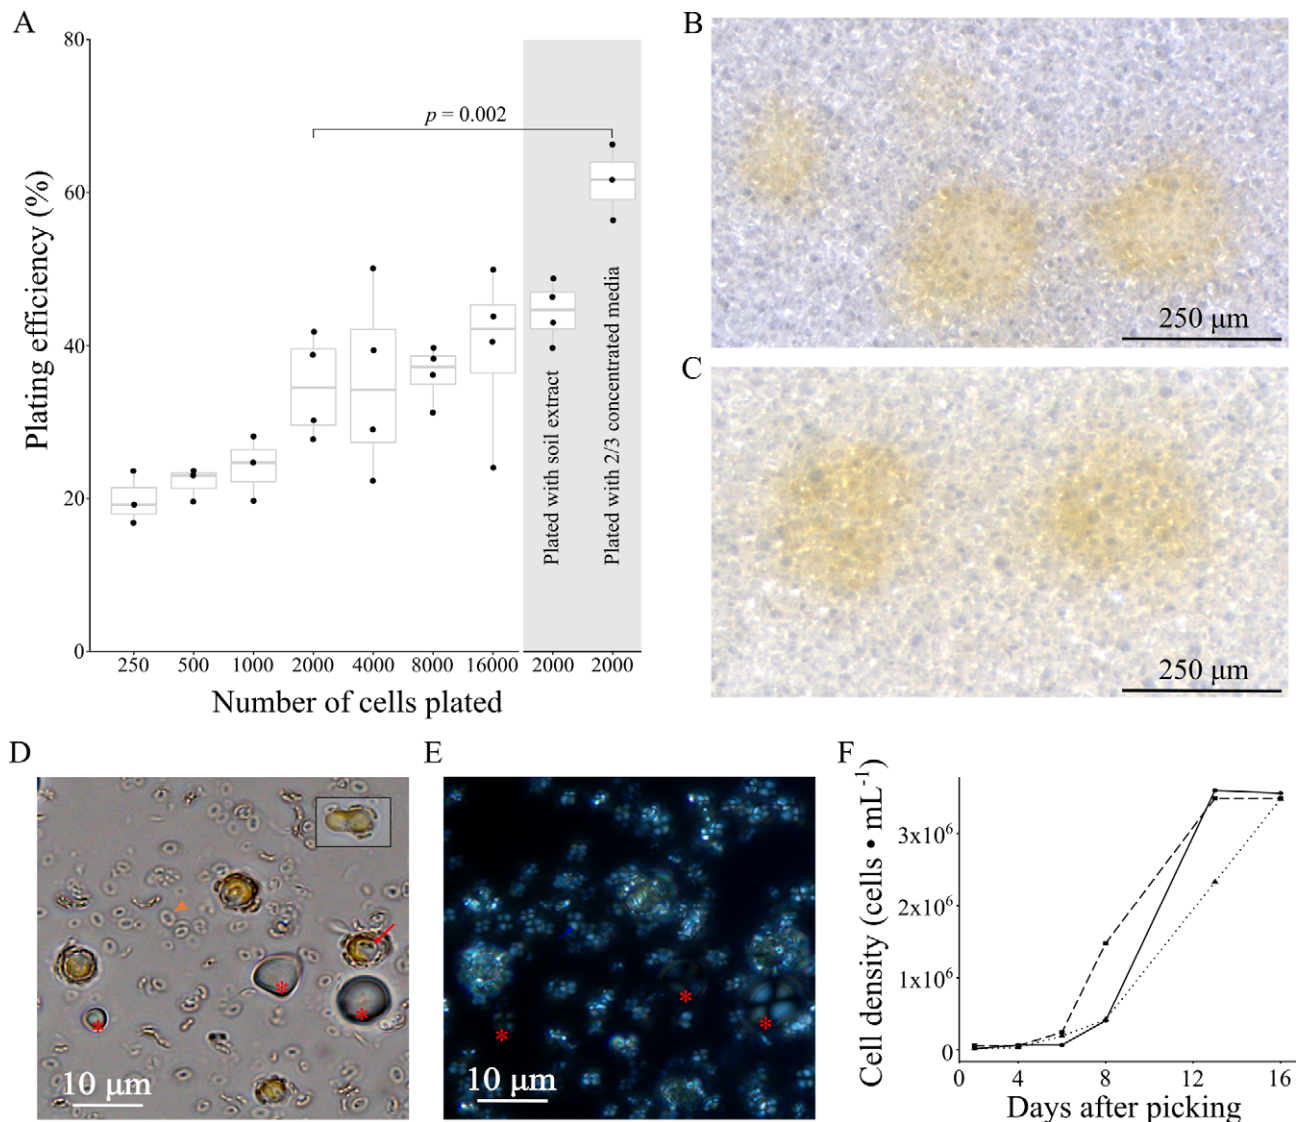 A
80
60
40
20
0
Plating efficiency (%)
p = 0.002
Plated with soil extract
Plated with 2/3 concentrated media
250 500 1000 2000 4000 8000 16000 2000 2000
Number of cells plated
B
250 μm
C
250 μm
D
*
*
*
10 μm
E
*
*
*
10 μm
F
Cell density (cells • mL-1)
3x10⁶
2x10⁶
1x10⁶
0
0 4 8 12 16
Days after picking